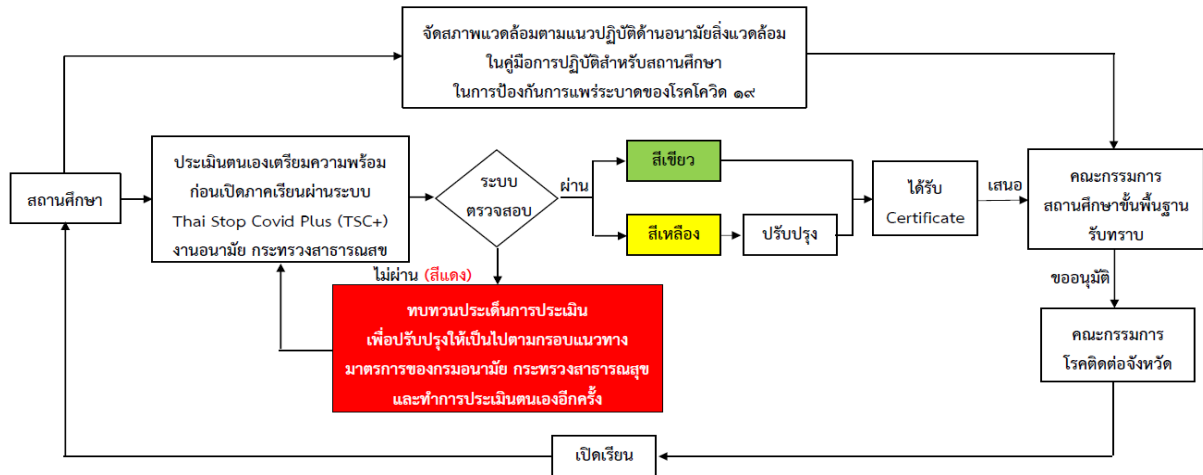 จัดสภาพแวดล้อมตามแนวปฏิบัติด้านอนามัยสิ่งแวดล้อม
ในคู่มือการปฏิบัติสำหรับสถานศึกษา
ในการป้องกันการแพร่ระบาดของโรคโควิด ๑๙
สถานศึกษา
ประเมินตนเองเตรียมความพร้อม
ก่อนเปิดภาคเรียนผ่านระบบ
Thai Stop Covid Plus (TSC+)
งานอนามัย กระทรวงสาธารณสข
ระบบ
ตรวจสอบ
ผ่าน
สีเขียว
สีเหลือง
ปรับปรุง
ได้รับ
Certificate
เสนอ
คณะกรรมการ
สถานศึกษาขั้นพื้นฐาน
รับทราบ
ไม่ผ่าน (สีแดง)
ทบทวนประเด็นการประเมิน
เพื่อปรับปรุงให้เป็นไปตามกรอบแนวทาง
มาตรการของกรมอนามัย กระทรวงสาธารณสุข
และทำการประเมินตนเองอีกครั้ง
ขออนุมัติ
คณะกรรมการ
โรคติดต่อจังหวัด
เปิดเรียน